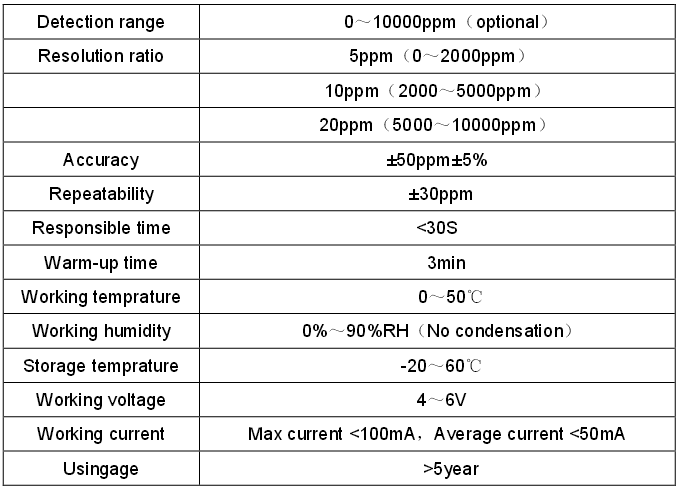 Detection range 0～10000ppm（optional）
Resolution ratio 5ppm（0～2000ppm）
10ppm（2000～5000ppm）
20ppm（5000～10000ppm）
Accuracy ±50ppm±5%
Repeatability ±30ppm
Responsible time <30S
Warm-up time 3min
Working temprature 0～50℃
Working humidity 0%～90%RH（No condensation）
Storage temprature -20～60℃
Working voltage 4～6V
Working current Max current <100mA，Average current <50mA
Usingage >5year